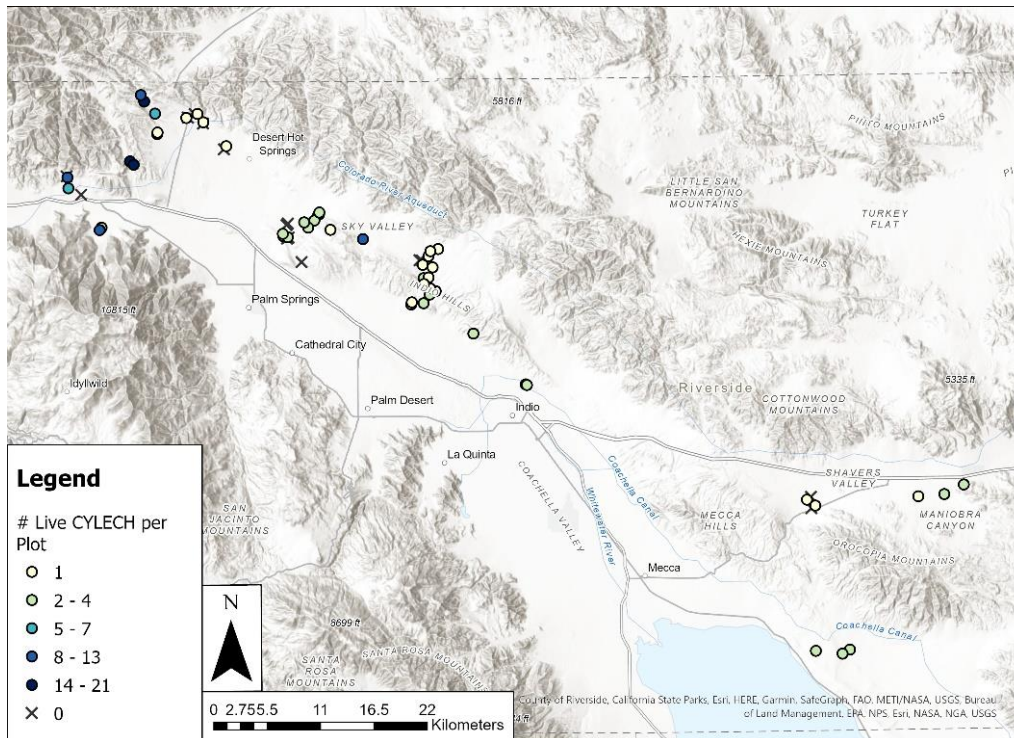 5816 ft
PINTO MOUNTAINS
Desert Hot
Springs
Colorado River Aqueduct
LITTLE SAN
BERNARDINO
MOUNTAINS
TURKEY
FLAT
SKY VALLEY
HEXIE MOUNTAINS
INDIO HILLS
10815 ft
Palm Springs
Cathedral City
Idyllwild
5335 ft
Riverside
COTTONWOOD
MOUNTAINS
Palm Desert
Indio
La Quinta
COACHELLA VALLEY
Whitewater River
Coachella Canal
SHAVERS
VALLEY
MECCA
HILLS
MANIOBRA
CANYON
OROCOPIA MOUNTAINS
SAN
JACINTO
MOUNTAINS
Mecca
8699 ft
Coachella Canal
SANTA
ROSA
MOUNTAINS
SANTA ROSA MOUNTAINS
Legend
# Live CYLECH per
Plot
1
2 - 4
5 - 7
8 - 13
14 - 21
0
N
0 2.75 5.5 11 16.5 22
Kilometers
County of Riverside, California State Parks, Esri, HERE, Garmin, SafeGraph, FAO, METI/NASA, USGS, Bureau
of Land Management, EPA, NPS, Esri, NASA, NGA, USGS